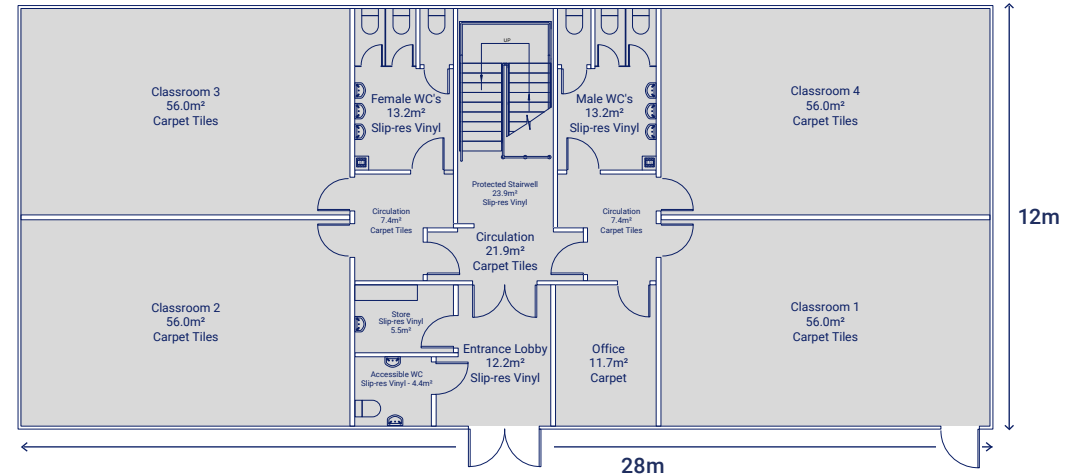 UP
Classroom 3
56.0m²
Carpet Tiles
Female WC's
13.2m²
Slip-res Vinyl
Male WC's
13.2m²
Slip-res Vinyl
Classroom 4
56.0m²
Carpet Tiles
Protected Stairwell
23.9m²
Slip-res Vinyl
Circulation
7.4m²
Carpet Tiles
Circulation
7.4m²
Carpet Tiles
Circulation
21.9m²
Carpet Tiles
12m
Classroom 2
56.0m²
Carpet Tiles
Store
Slip-res Vinyl
5.5m²
Accessible WC
Slip-res Vinyl - 4.4m²
Entrance Lobby
12.2m²
Slip-res Vinyl
Office
11.7m²
Carpet
Classroom 1
56.0m²
Carpet Tiles
28m